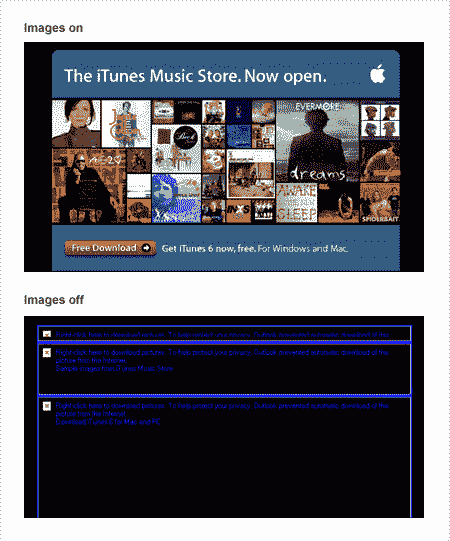 Images on
The iTunes Music Store. Now open.
EVERMORE
dreams
AWAKE
SLEEP
INXS
SPIDERBAIT
Free Download
Get iTunes 6 now, free. For Windows and Mac.
Images off
Right-click here to download pictures. To help protect your privacy, Outlook prevented automatic download of the
Right-click here to download pictures. To help protect your privacy, Outlook prevented automatic download of the
picture from the Internet.
Sample images from iTunes Music Store
Right-click here to download pictures. To help protect your privacy, Outlook prevented automatic download of the
picture from the Internet.
Download iTunes 6 for Mac and PC